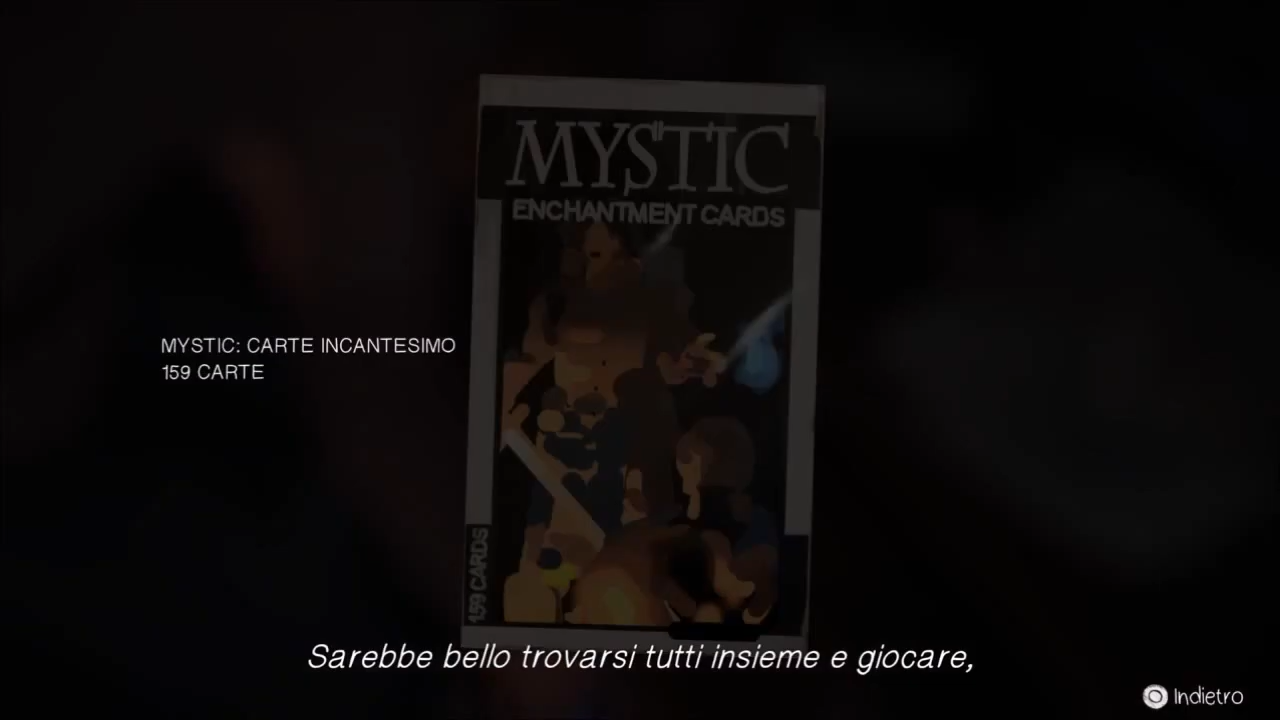 MYSTIC
ENCHANTMENT CARDS
MYSTIC: CARTE INCANTESIMO
159 CARTE
159 CARDS
Sarebbe bello trovarsi tutti insieme e giocare,
Indietro